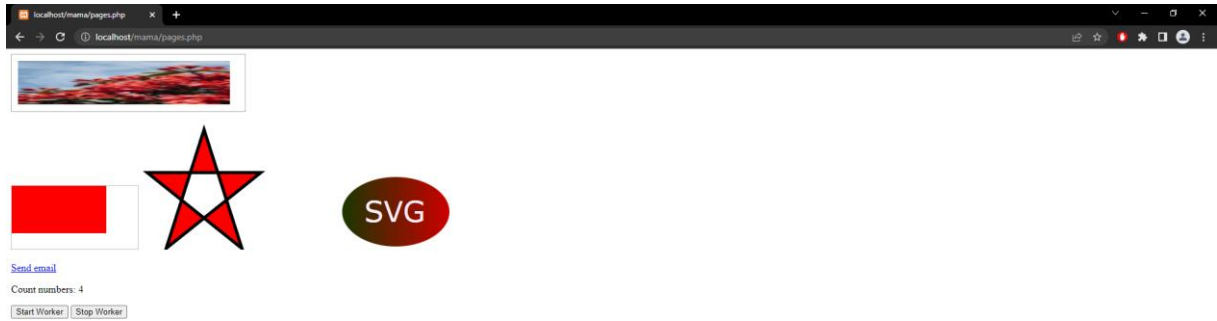 localhost/mama/pages.php
localhost/mama/pages.php
SVG
Send email
Count numbers: 4
Start Worker Stop Worker